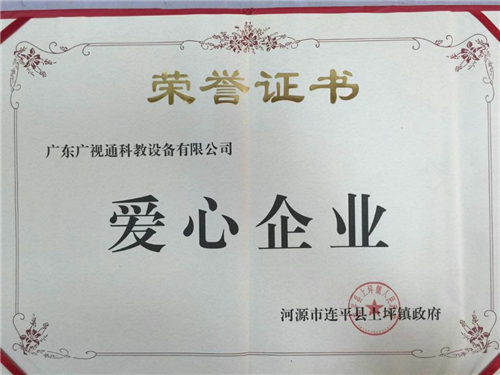 荣誉证书
广东广视通科教设备有限公司
爱心企业
河源市连平县上坪镇政府